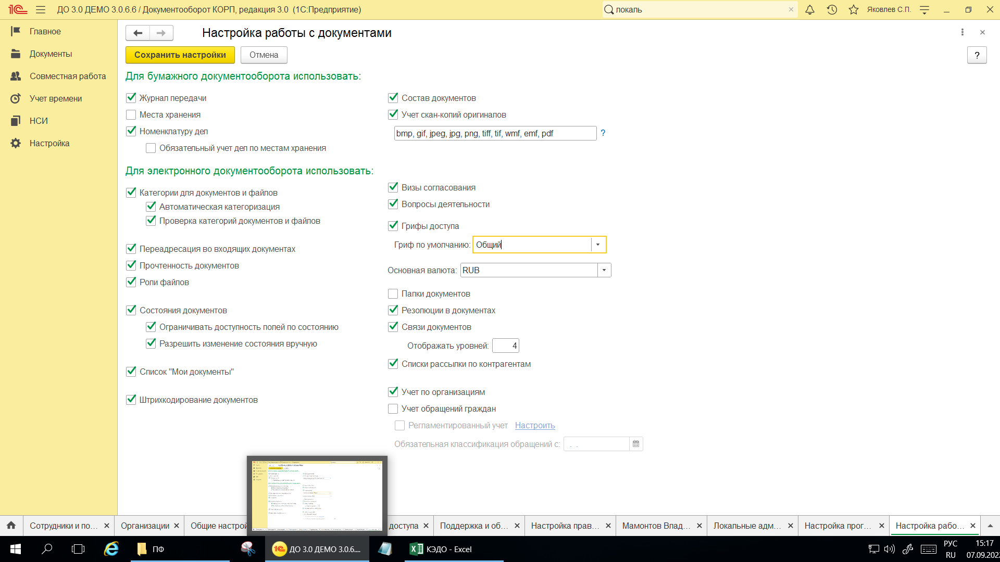 ДО 3.0 ДЕМО 3.0.6.6 / Документооборот КОРП, редакция 3.0 (1С:Предприятие)
локаль
Яковлев С.П.
Главное
Документы
Совместная работа
Учет времени
НСИ
Настройка
Настройка работы с документами
Сохранить настройки
Отмена
?
Для бумажного документооборота использовать:
Журнал передачи
Места хранения
Номенклатуру дел
Обязательный учет дел по местам хранения
Состав документов
Учет скан-копий оригиналов
bmp, gif, jpeg, jpg, png, tiff, tif, wmf, emf, pdf
?
Для электронного документооборота использовать:
Категории для документов и файлов
Автоматическая категоризация
Проверка категорий документов и файлов
Переадресация во входящих документах
Прочтенность документов
Роли файлов
Состояния документов
Ограничивать доступность полей по состоянию
Разрешить изменение состояния вручную
Список "Мои документы"
Штрихкодирование документов
Визы согласования
Вопросы деятельности
Грифы доступа
Гриф по умолчанию: Общий
Основная валюта: RUB
Папки документов
Резолюции в документах
Связи документов
Отображать уровней: 4
Списки рассылки по контрагентам
Учет по организациям
Учет обращений граждан
Регламентированный учет Настроить
Обязательная классификация обращений с: . .
Сотрудники и по...
Организации
Общие настрой
доступа
Поддержка и об...
Настройка прав...
Мамонтов Влад...
Локальные адм...
Настройка прог...
Настройка рабо...
ПФ
ДО 3.0 ДЕМО 3.0.6....
КЭДО - Excel
РУС
RU
15:17
07.09.202